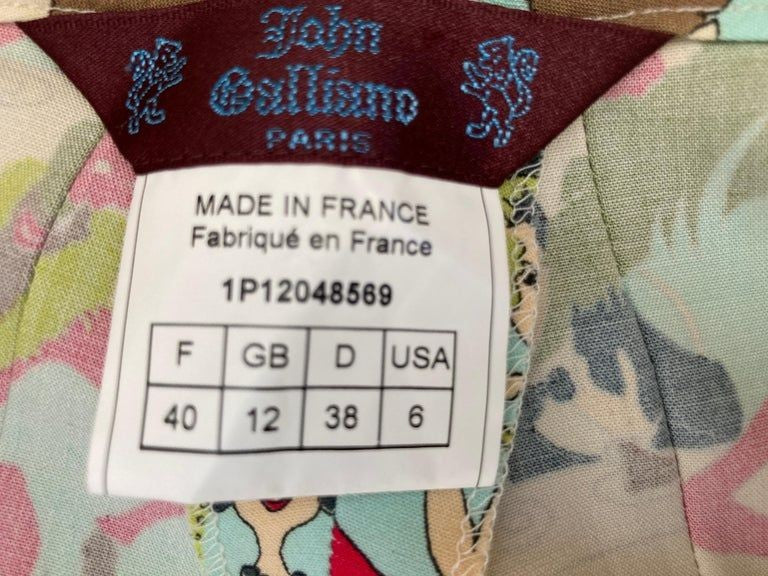 John
Galliano
PARIS
MADE IN FRANCE
Fabriqué en France
1P12048569
F GB D USA
40 12 38 6